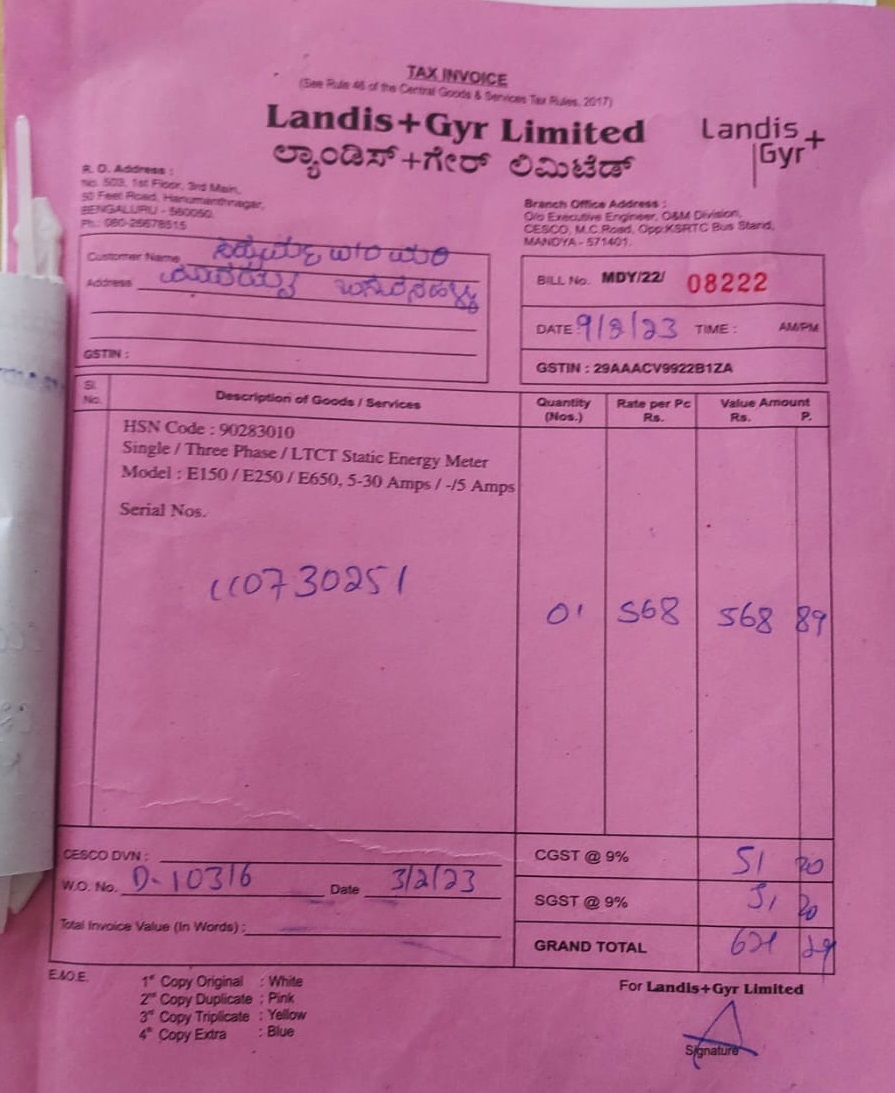 TAX INVOICE
(See Rule 46 of the Central Goods & Services Tax Rules, 2017)
Landis+Gyr Limited
ಲ್ಯಾಂಡಿಸ್+ಗೇರ್ ಲಿಮಿಟೆಡ್
Landis+
Gyr
R. O. Address :
No. 503, 1st Floor, 3rd Main,
50 Feet Road, Hanumanthnagar,
BENGALURU - 560050.
Ph.: 080-26678515
Branch Office Address :
O/o Executive Engineer, O&M Division,
CESCO, M.C.Road, Opp.KSRTC Bus Stand,
MANDYA - 571401.
Customer Name W/O
Address
GSTIN :
BILL No. MDY/22/ 08222
DATE : TIME : AM/PM
GSTIN : 29AAACV9922B1ZA
Sl. No. Description of Goods / Services Quantity (Nos.) Rate per Pc Rs. Value Amount Rs. P.
HSN Code : 90283010
Single / Three Phase / LTCT Static Energy Meter
Model : E150 / E250 / E650, 5-30 Amps / -/5 Amps
Serial Nos.
110730251 01 568 568 89
CESCO DVN :
CGST @ 9% 51 20
W.O. No. D-10316 Date 3/2/23
SGST @ 9% 51 20
Total Invoice Value (In Words) :
GRAND TOTAL 671 29
E&O.E.
1st Copy Original : White
2nd Copy Duplicate : Pink
3rd Copy Triplicate : Yellow
4th Copy Extra : Blue
For Landis+Gyr Limited
Signature